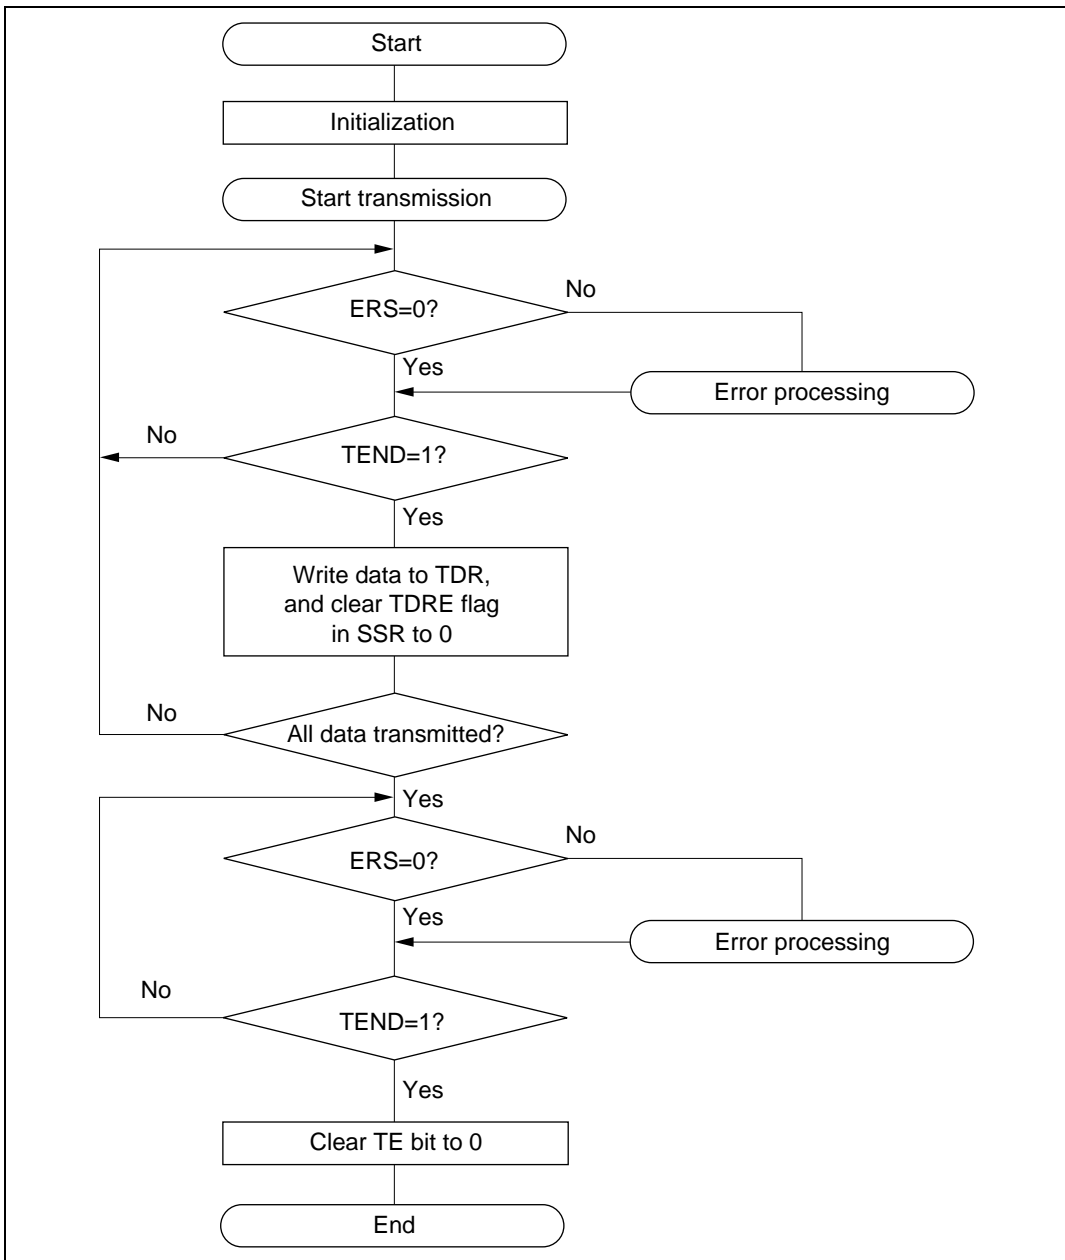 Start
Initialization
Start transmission
ERS=0?
No
Yes
Error processing
No
TEND=1?
Yes
Write data to TDR,
and clear TDRE flag
in SSR to 0
No
All data transmitted?
Yes
ERS=0?
No
Yes
Error processing
No
TEND=1?
Yes
Clear TE bit to 0
End